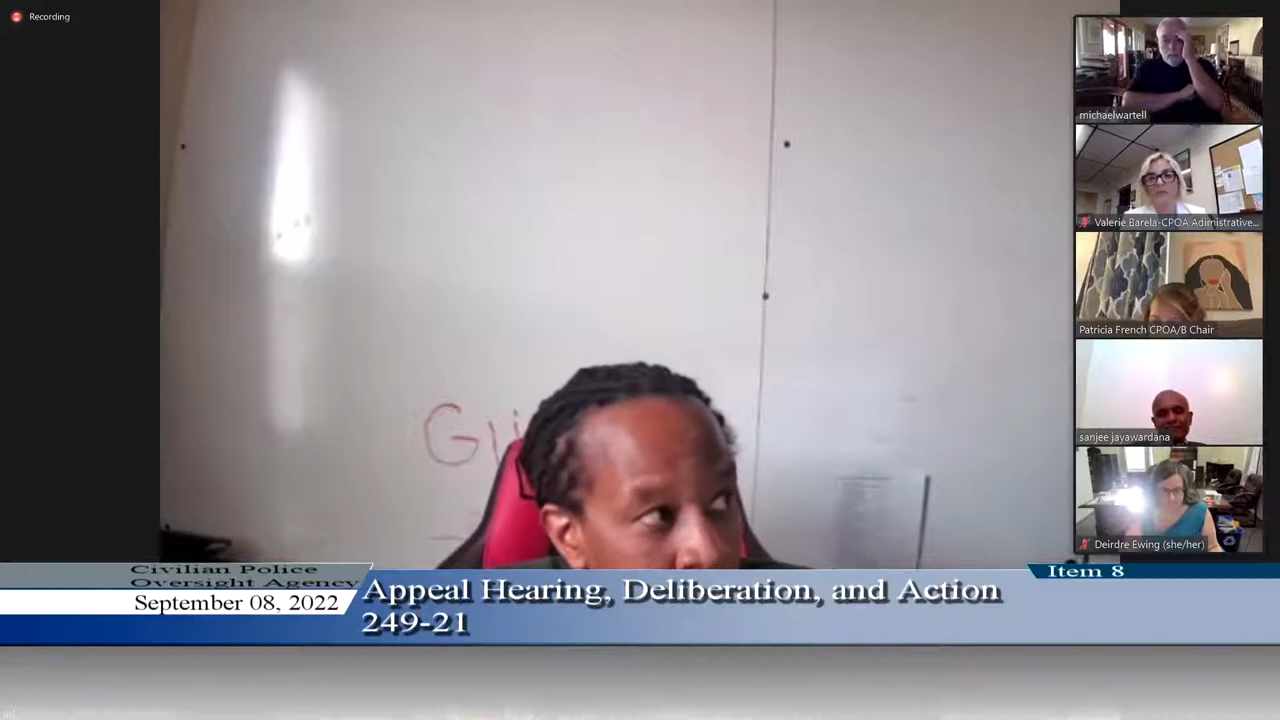 Recording
michaelwartell
Valerie Barela-CPOA Adimistrative...
Patricia French CPOA/B Chair
sanjee jayawardana
Deirdre Ewing (she/her)
Civilian Police
Oversight Agency
September 08, 2022
Appeal Hearing, Deliberation, and Action
249-21
Item 8